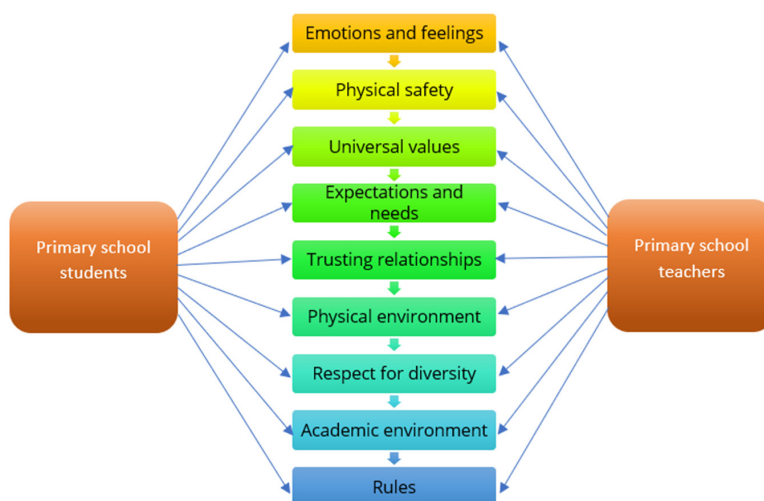 Emotions and feelings
Physical safety
Universal values
Expectations and
needs
Primary school
students
Trusting relationships
Primary school
teachers
Physical environment
Respect for diversity
Academic environment
Rules